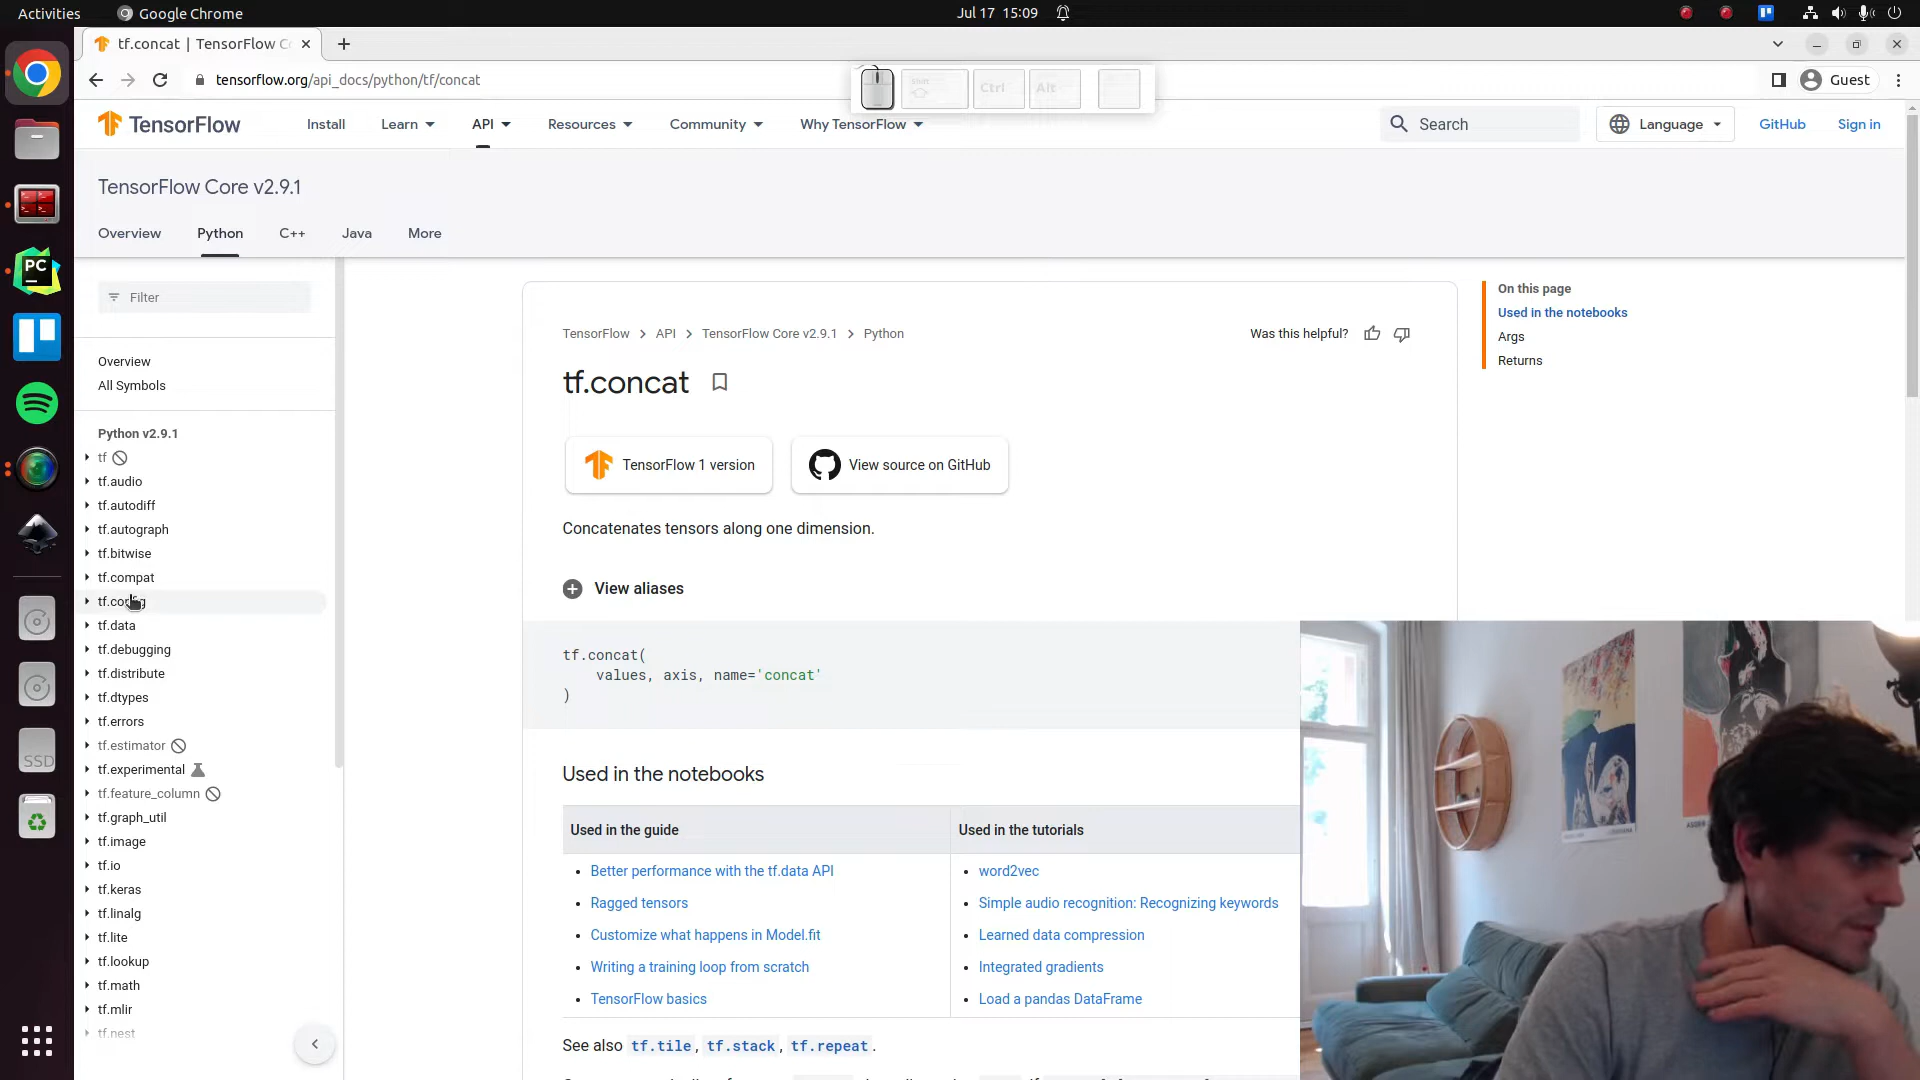 Activities
Google Chrome
Jul 17 15:09
tf.concat | TensorFlow C
tensorflow.org/api_docs/python/tf/concat
Shift
Ctrl
Alt
Guest
TensorFlow
Install
Learn
API
Resources
Community
Why TensorFlow
Search
Language
GitHub
Sign in
TensorFlow Core v2.9.1
Overview
Python
C++
Java
More
Filter
Overview
All Symbols
Python v2.9.1
tf
tf.audio
tf.autodiff
tf.autograph
tf.bitwise
tf.compat
tf.config
tf.data
tf.debugging
tf.distribute
tf.dtypes
tf.errors
tf.estimator
tf.experimental
tf.feature_column
tf.graph_util
tf.image
tf.io
tf.keras
tf.linalg
tf.lite
tf.lookup
tf.math
tf.mlir
tf.nest
PC
SSD
TensorFlow > API > TensorFlow Core v2.9.1 > Python
Was this helpful?
tf.concat
TensorFlow 1 version
View source on GitHub
Concatenates tensors along one dimension.
View aliases
tf.concat(
values, axis, name='concat'
)
Used in the notebooks
Used in the guide
Used in the tutorials
Better performance with the tf.data API
word2vec
Ragged tensors
Simple audio recognition: Recognizing keywords
Customize what happens in Model.fit
Learned data compression
Writing a training loop from scratch
Integrated gradients
TensorFlow basics
Load a pandas DataFrame
See also tf.tile, tf.stack, tf.repeat.
On this page
Used in the notebooks
Args
Returns